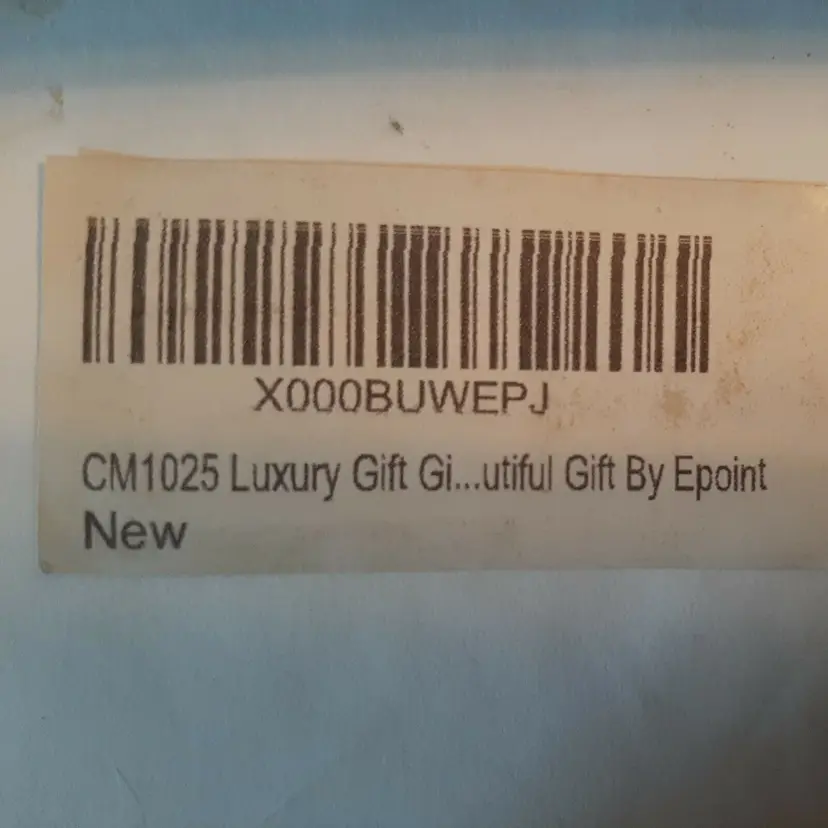 X000BUWEPJ
CM1025 Luxury Gift Gi...utiful Gift By Epoint
New